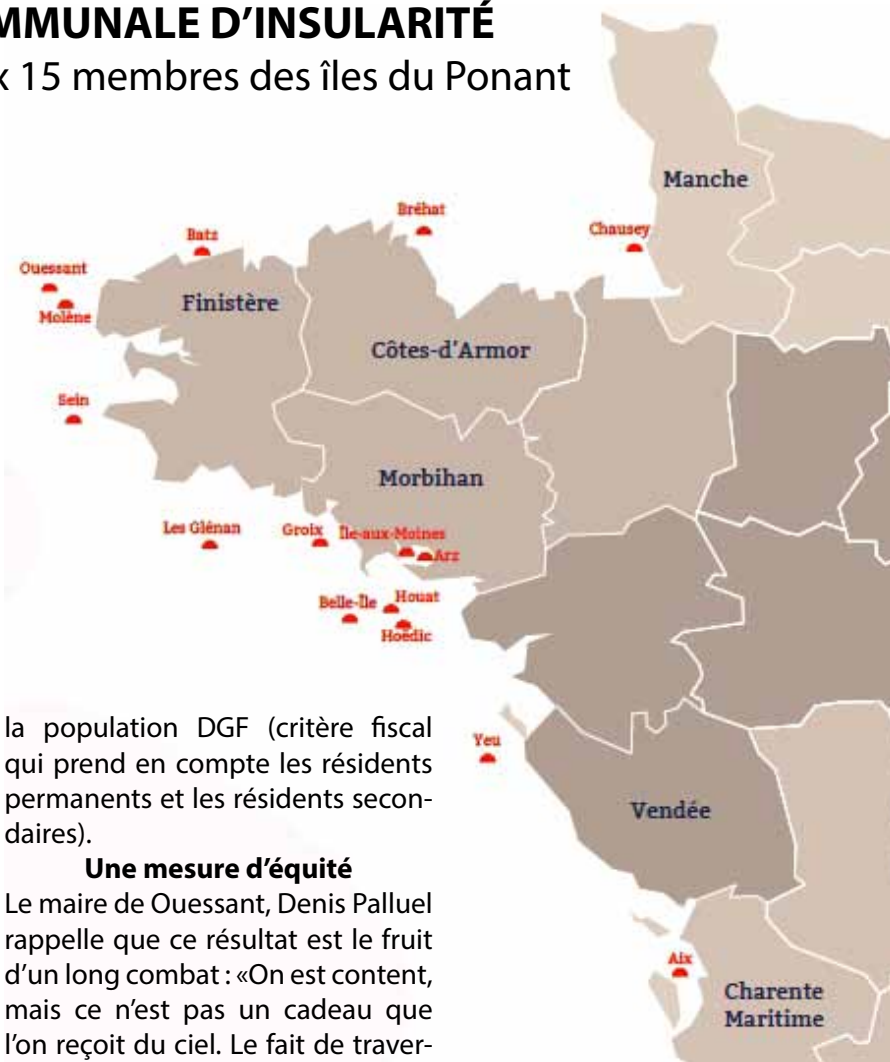 MMUNALE D’INSULARITÉ
x 15 membres des îles du Ponant
Manche
Bréhat
Chausey
Batz
Ouessant
Molène
Finistère
Côtes-d'Armor
Sein
Morbihan
Les Glénan
Groix
Île-aux-Moines
Arz
Belle-Île
Houat
Hoëdic
Yeu
Vendée
Aix
Charente
Maritime
la population DGF (critère fiscal
qui prend en compte les résidents
permanents et les résidents secon-
daires).
Une mesure d’équité
Le maire de Ouessant, Denis Palluel
rappelle que ce résultat est le fruit
d’un long combat : «On est content,
mais ce n’est pas un cadeau que
l’on reçoit du ciel. Le fait de traver-